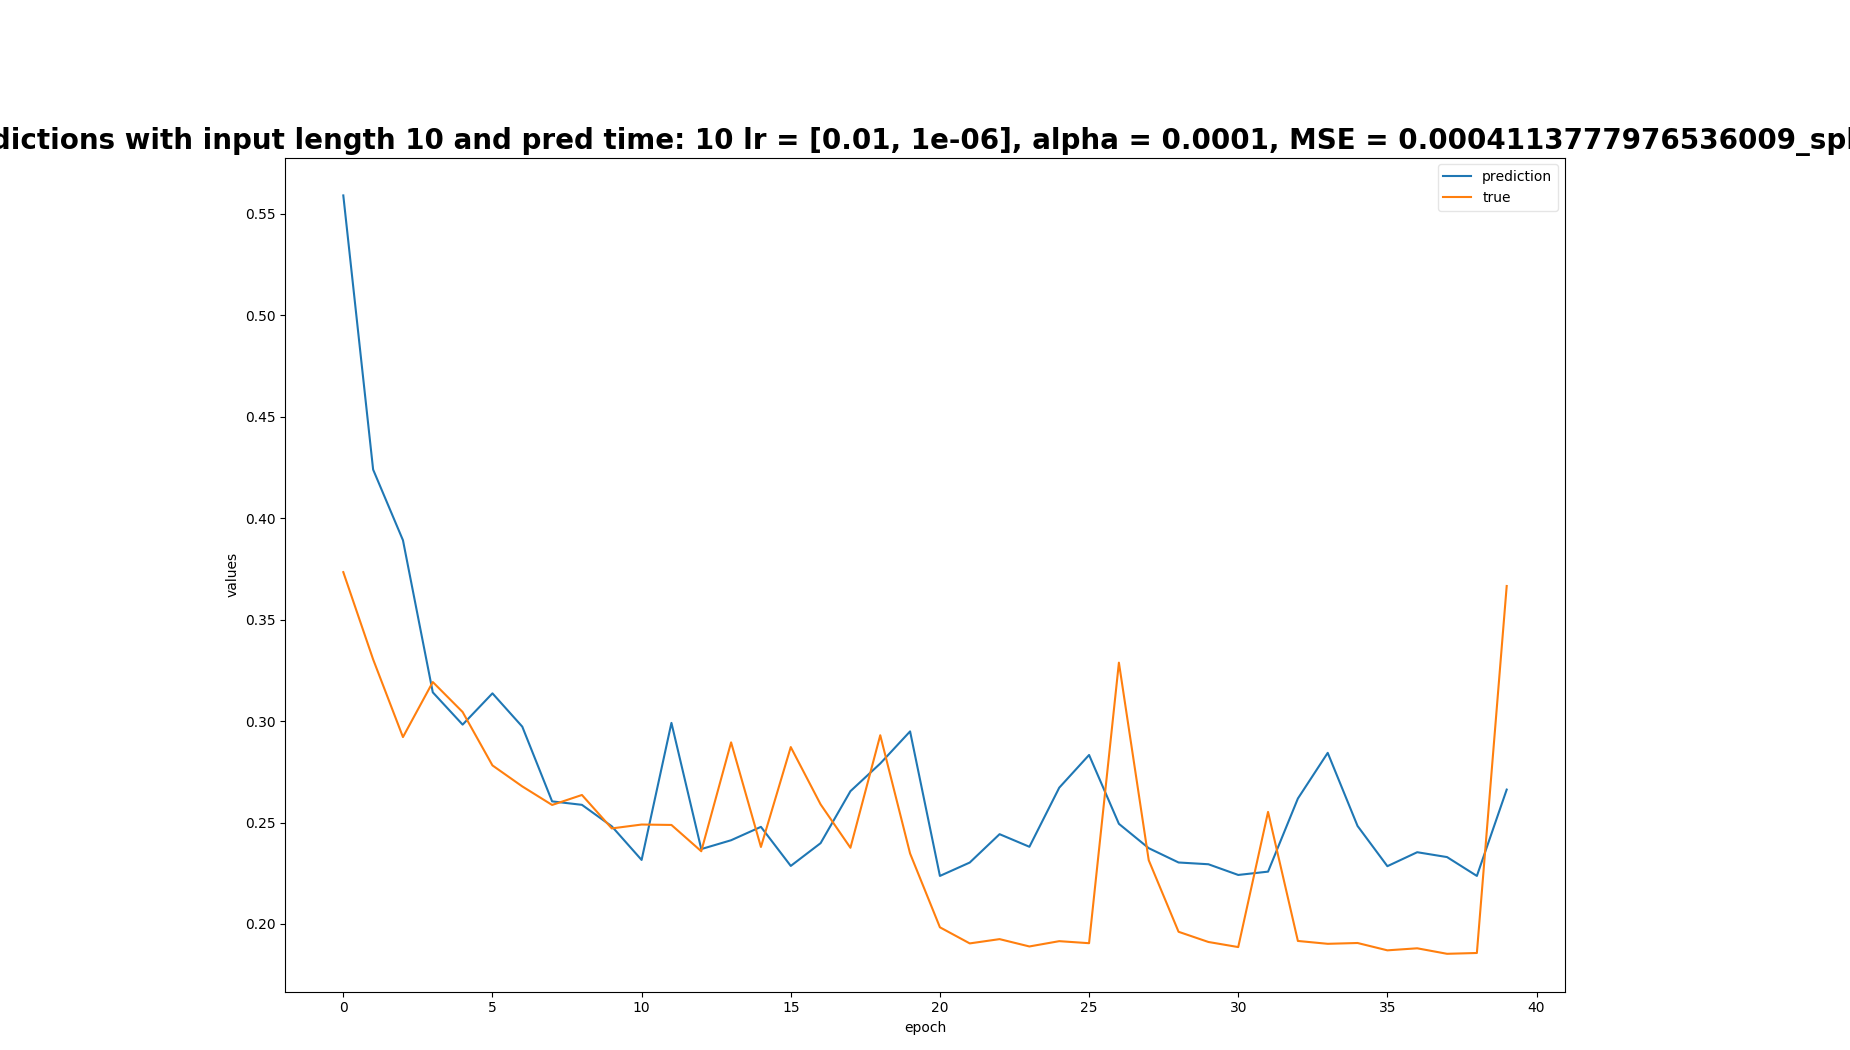 dictions with input length 10 and pred time: 10 lr = [0.01, 1e-06], alpha = 0.0001, MSE = 0.0004113777976536009_spl
prediction
true
0.55
0.50
0.45
0.40
0.35
0.30
0.25
0.20
values
0 5 10 15 20 25 30 35 40
epoch